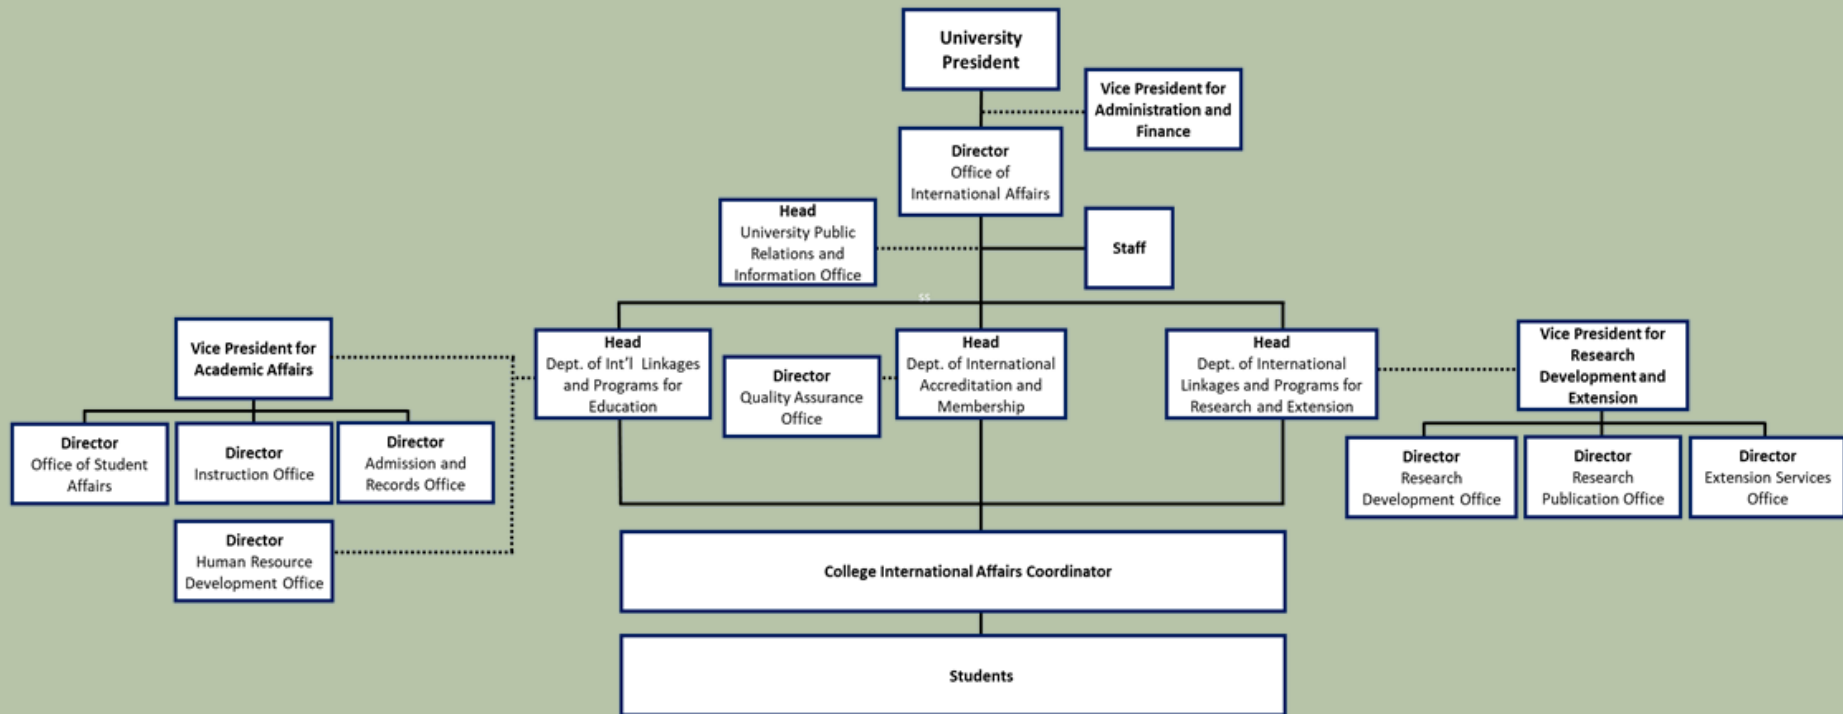 University
President
Vice President for
Administration and
Finance
Director
Office of
International Affairs
Head
University Public
Relations and
Information Office
Staff
ss
Vice President for
Academic Affairs
Head
Dept. of Int'l Linkages
and Programs for
Education
Director
Quality Assurance
Office
Head
Dept. of International
Accreditation and
Membership
Head
Dept. of International
Linkages and Programs for
Research and Extension
Vice President for
Research
Development and
Extension
Director
Office of Student
Affairs
Director
Instruction Office
Director
Admission and
Records Office
Director
Research
Development Office
Director
Research
Publication Office
Director
Extension Services
Office
Director
Human Resource
Development Office
College International Affairs Coordinator
Students